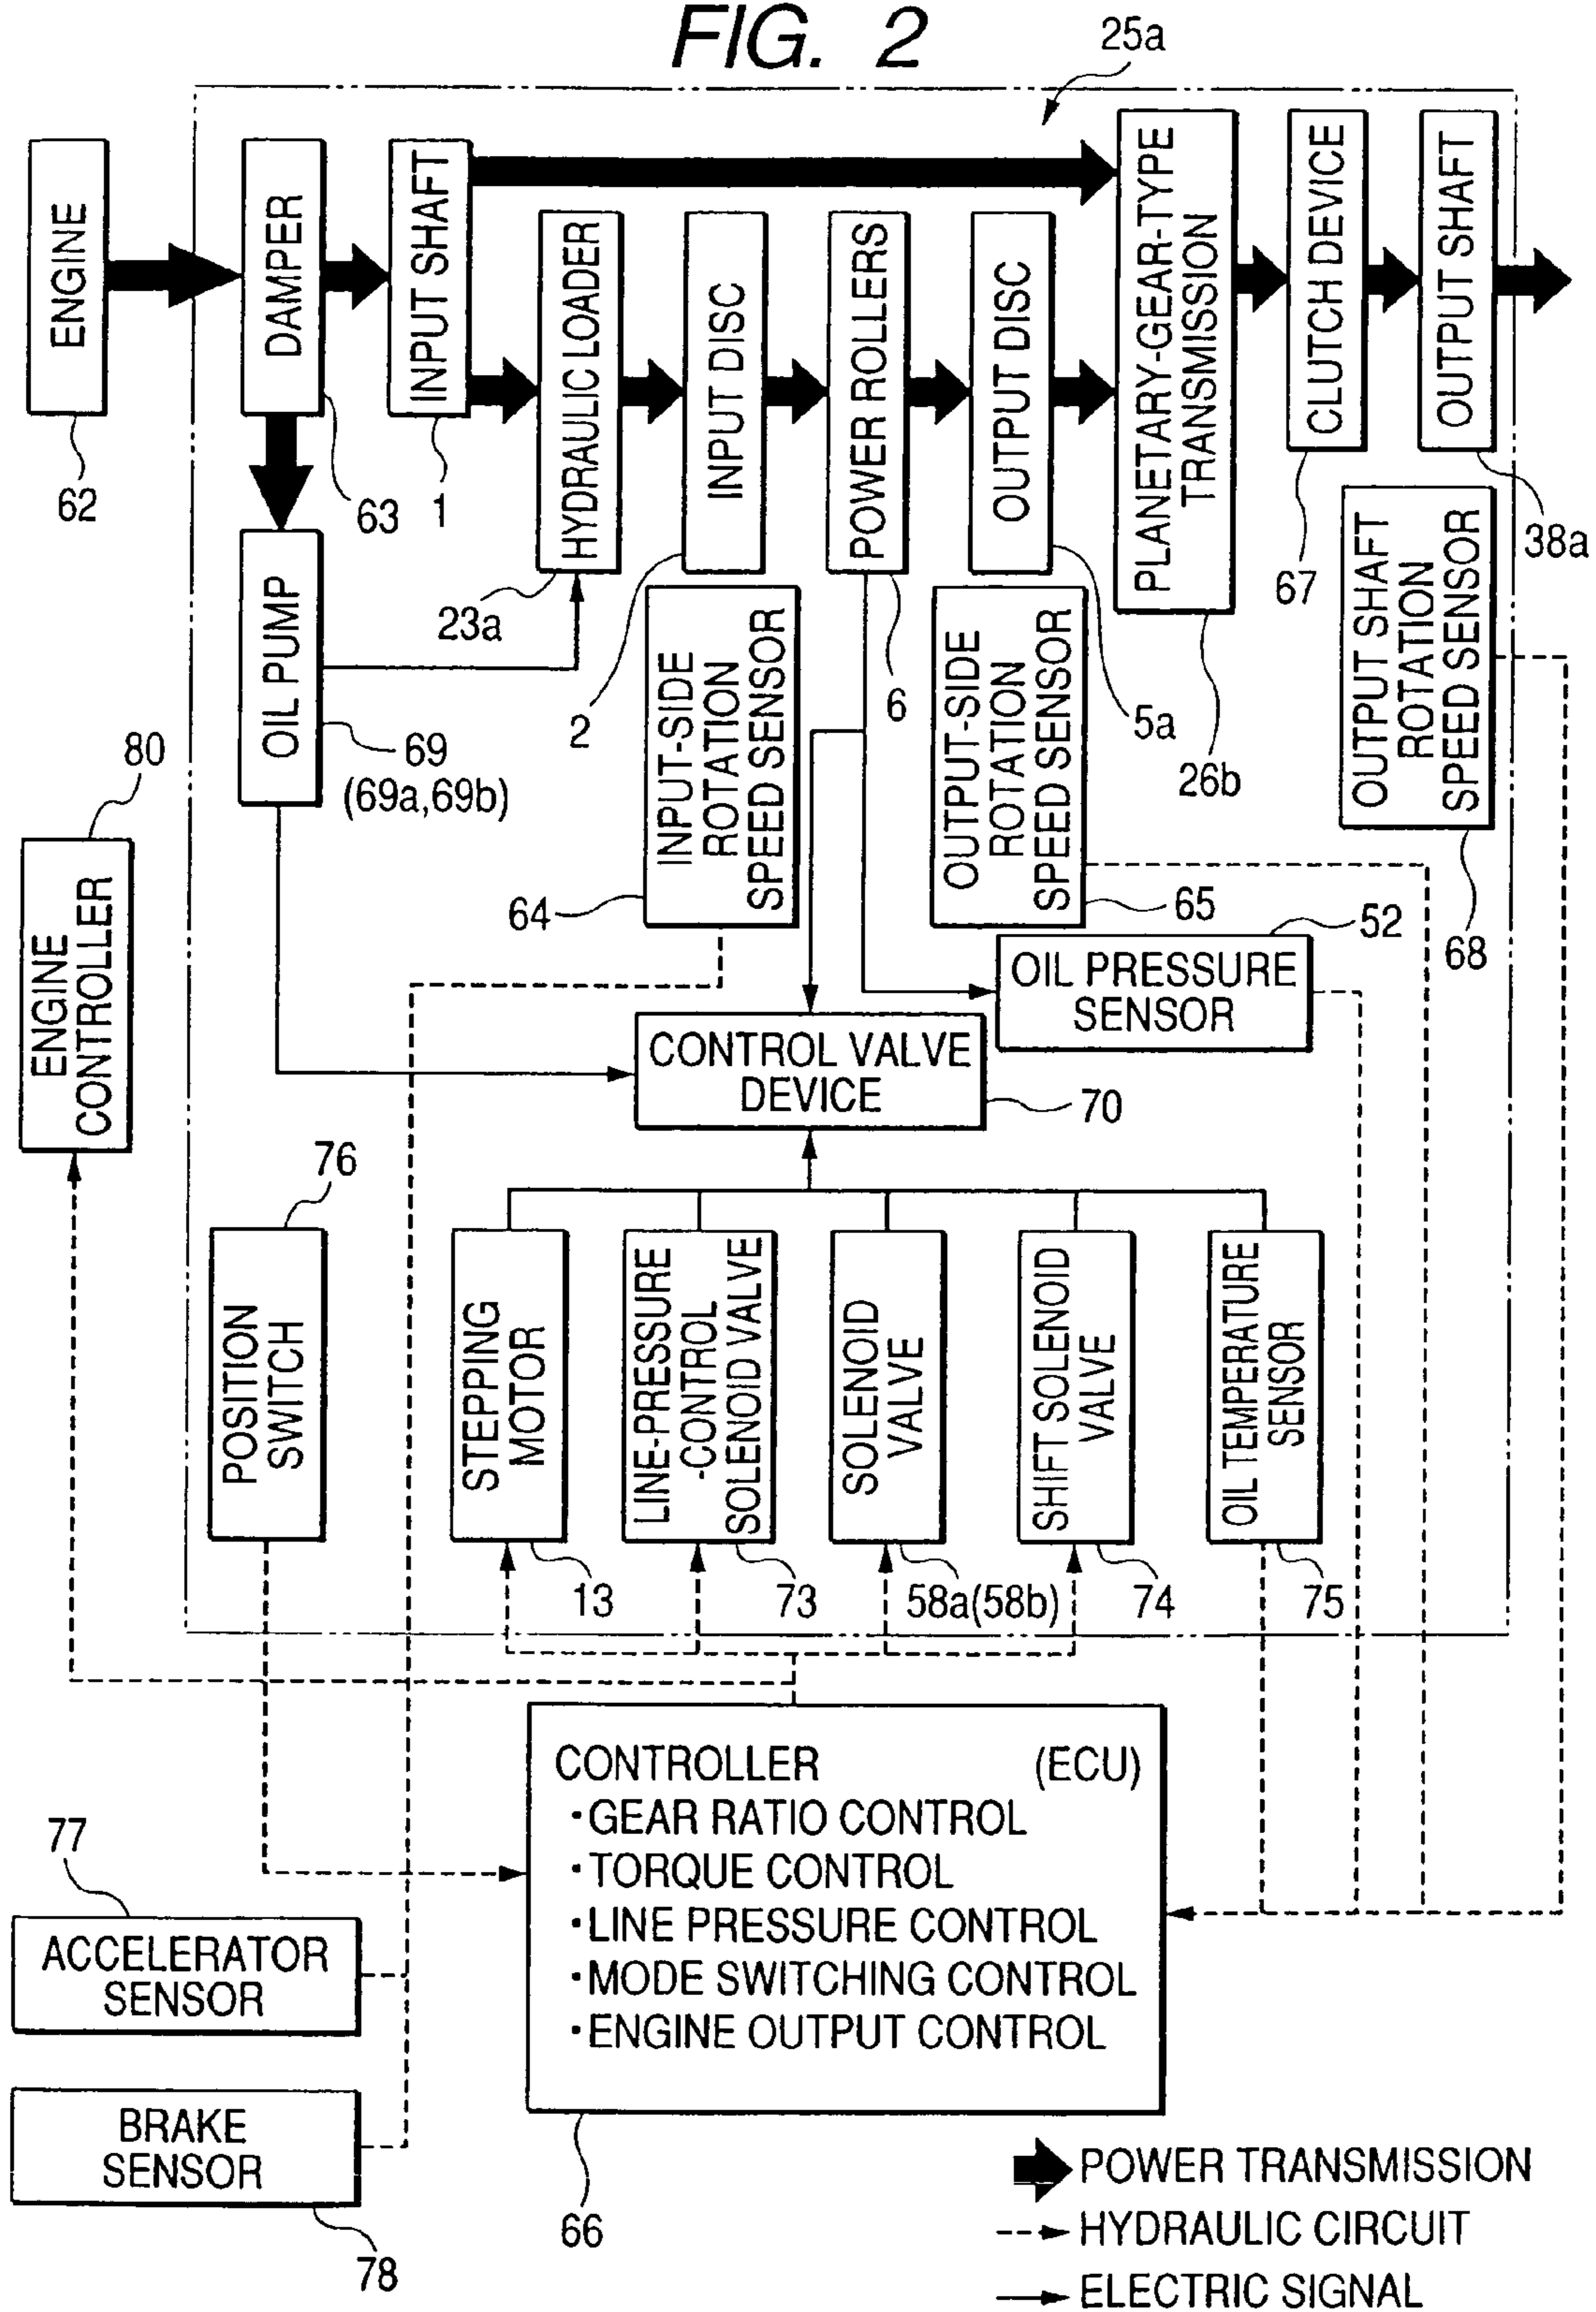 FIG. 2
25a
ENGINE
62
DAMPER
63
INPUT SHAFT
1
HYDRAULIC LOADER
23a
INPUT DISC
2
POWER ROLLERS
6
OUTPUT DISC
5a
PLANETARY-GEAR-TYPE
TRANSMISSION
26b
CLUTCH DEVICE
67
OUTPUT SHAFT
38a
OIL PUMP
69
(69a,69b)
INPUT-SIDE
ROTATION
SPEED SENSOR
64
OUTPUT-SIDE
ROTATION
SPEED SENSOR
65
OUTPUT SHAFT
ROTATION
SPEED SENSOR
68
80
ENGINE
CONTROLLER
52
OIL PRESSURE
SENSOR
CONTROL VALVE
DEVICE
70
76
POSITION
SWITCH
STEPPING
MOTOR
13
LINE-PRESSURE
-CONTROL
SOLENOID VALVE
73
SOLENOID
VALVE
58a(58b)
SHIFT SOLENOID
VALVE
74
OIL TEMPERATURE
SENSOR
75
CONTROLLER (ECU)
·GEAR RATIO CONTROL
·TORQUE CONTROL
·LINE PRESSURE CONTROL
·MODE SWITCHING CONTROL
·ENGINE OUTPUT CONTROL
66
77
ACCELERATOR
SENSOR
BRAKE
SENSOR
78
POWER TRANSMISSION
HYDRAULIC CIRCUIT
ELECTRIC SIGNAL